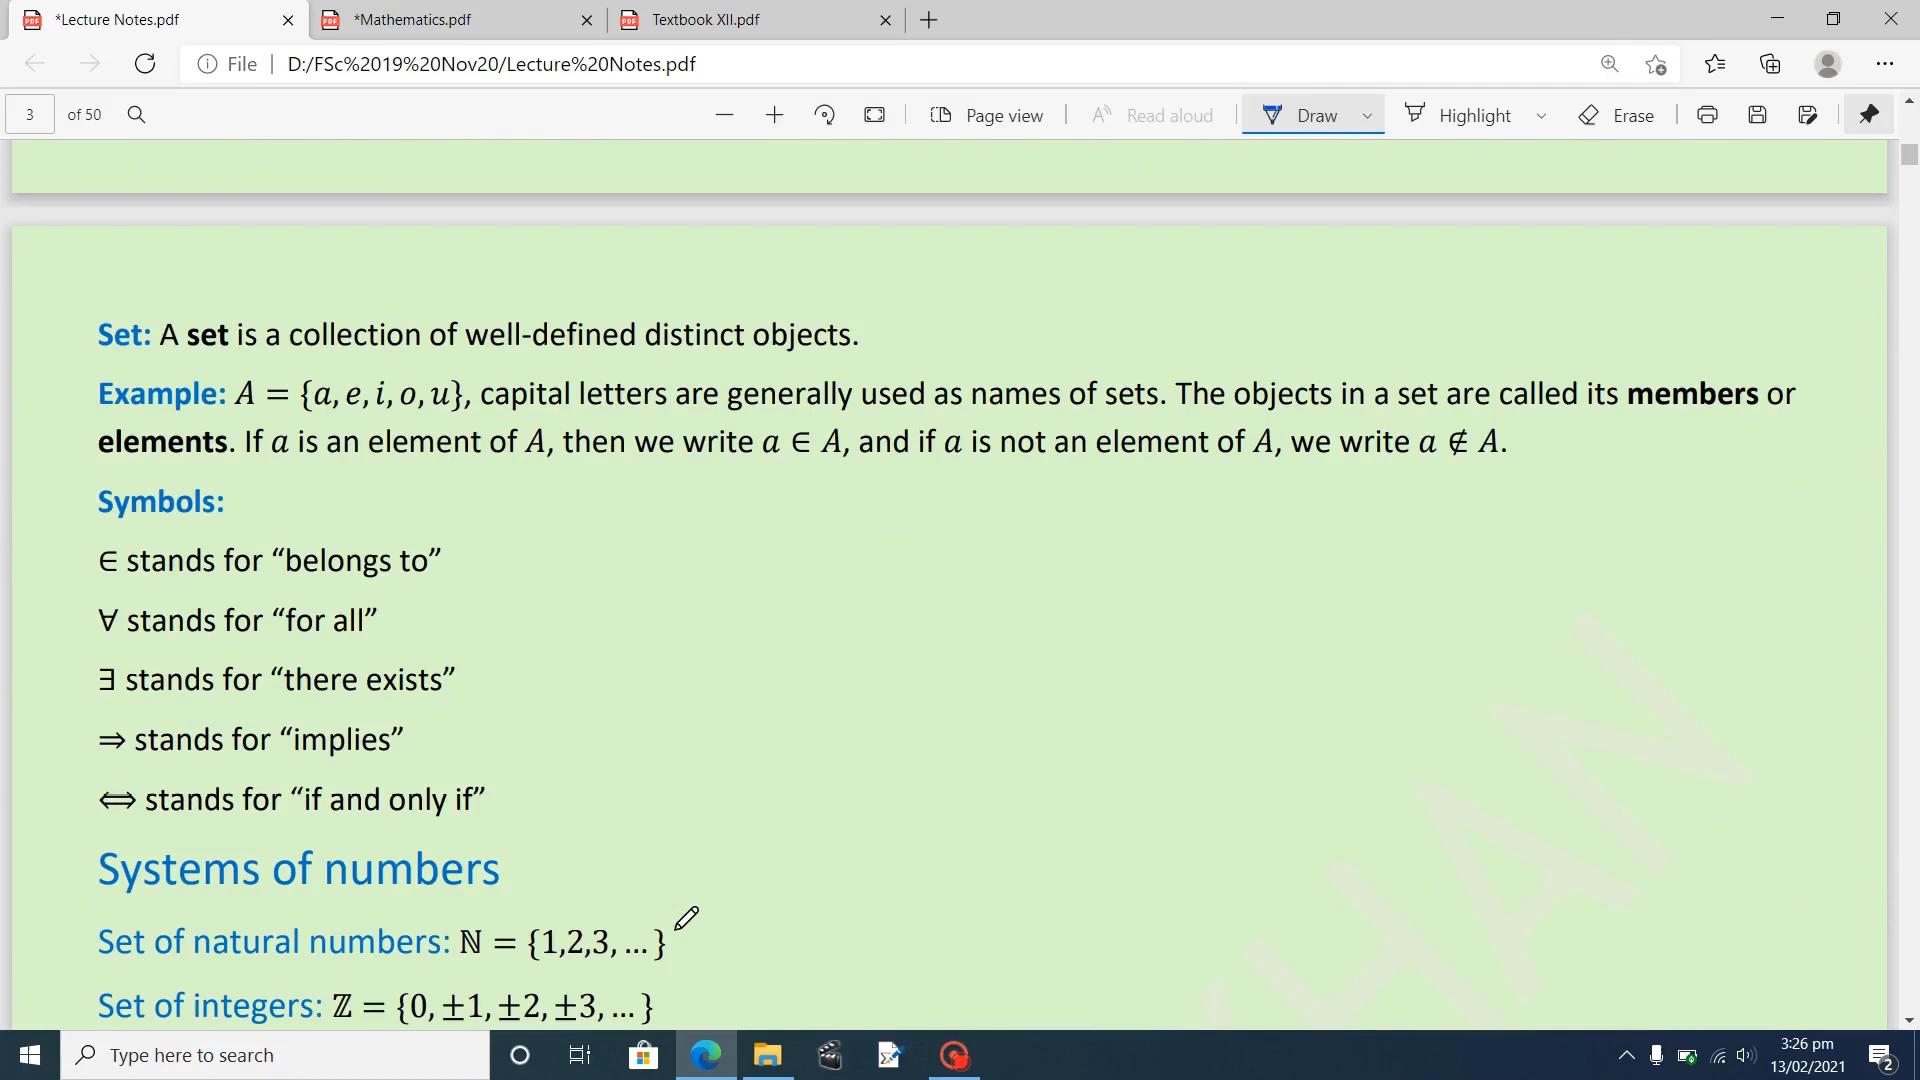 *Lecture Notes.pdf
*Mathematics.pdf
Textbook XII.pdf
File
D:/FSc%2019%20Nov20/Lecture%20Notes.pdf
3 of 50
Page view
Read aloud
Draw
Highlight
Erase
Set: A set is a collection of well-defined distinct objects.
Example: A = {a, e, i, o, u}, capital letters are generally used as names of sets. The objects in a set are called its members or
elements. If a is an element of A, then we write a ∈ A, and if a is not an element of A, we write a ∉ A.
Symbols:
∈ stands for “belongs to”
∀ stands for “for all”
∃ stands for “there exists”
⇒ stands for “implies”
⟺ stands for “if and only if”
Systems of numbers
Set of natural numbers: ℕ = {1,2,3, … }
Set of integers: ℤ = {0, ±1, ±2, ±3, … }
Type here to search
3:26 pm
13/02/2021
2